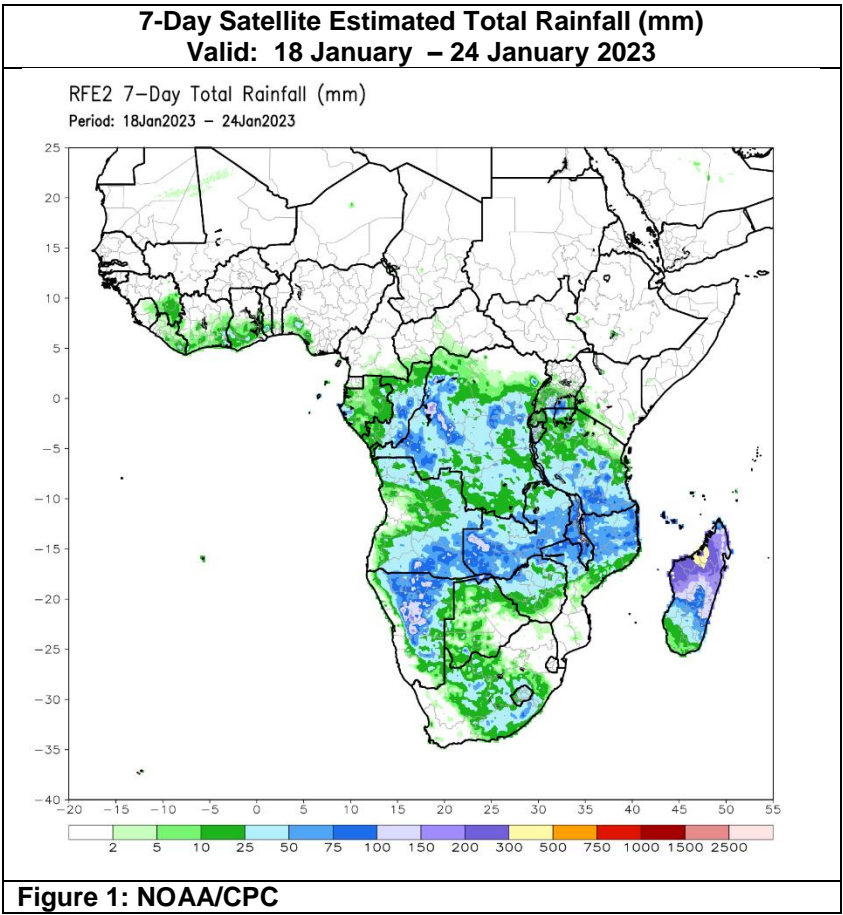 7-Day Satellite Estimated Total Rainfall (mm)
Valid: 18 January – 24 January 2023
RFE2 7-Day Total Rainfall (mm)
Period: 18Jan2023 - 24Jan2023
25
20
15
10
5
0
-5
-10
-15
-20
-25
-30
-35
-40
-20 -15 -10 -5 0 5 10 15 20 25 30 35 40 45 50 55
2 5 10 25 50 75 100 150 200 300 500 750 1000 1500 2500
Figure 1: NOAA/CPC